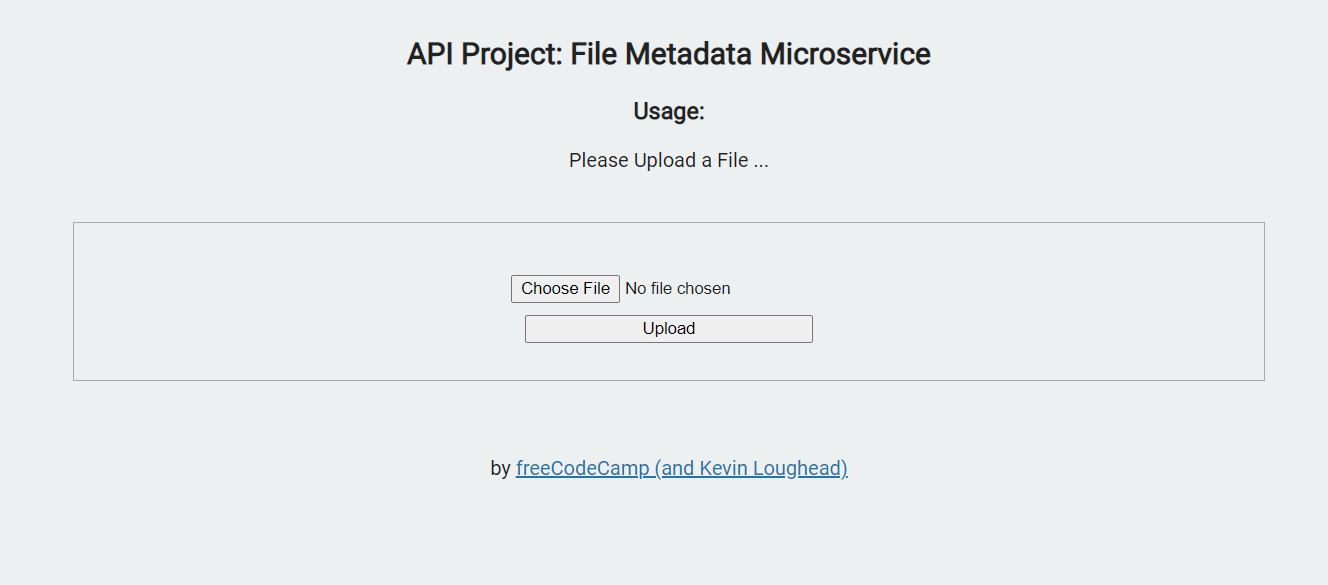 API Project: File Metadata Microservice
Usage:
Please Upload a File ...
Choose File No file chosen
Upload
by freeCodeCamp (and Kevin Loughead)